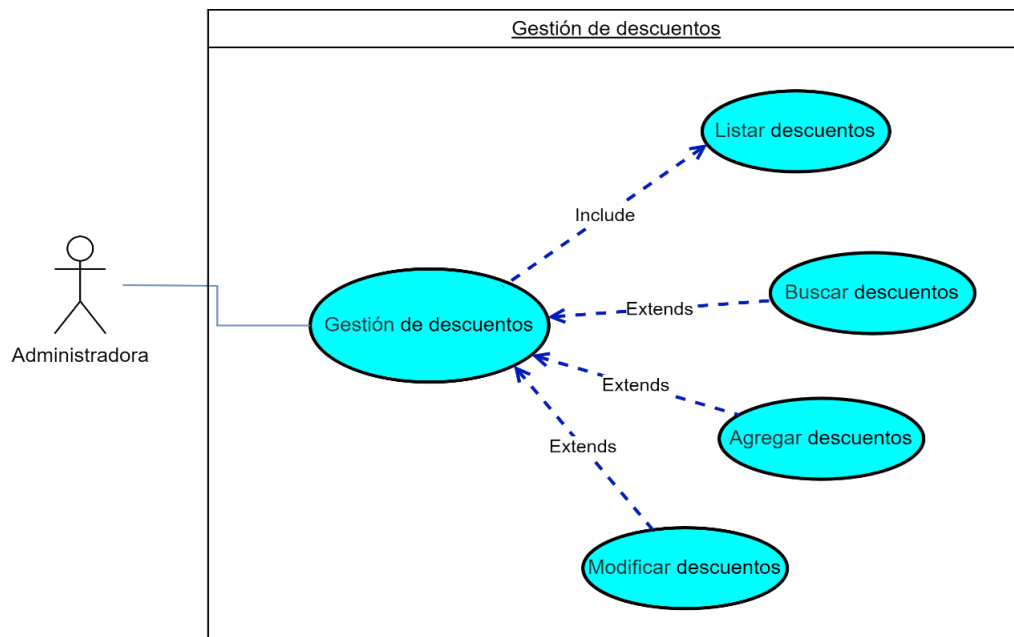 Gestión de descuentos
Listar descuentos
Include
Buscar descuentos
Extends
Gestión de descuentos
Administradora
Extends
Agregar descuentos
Extends
Modificar descuentos